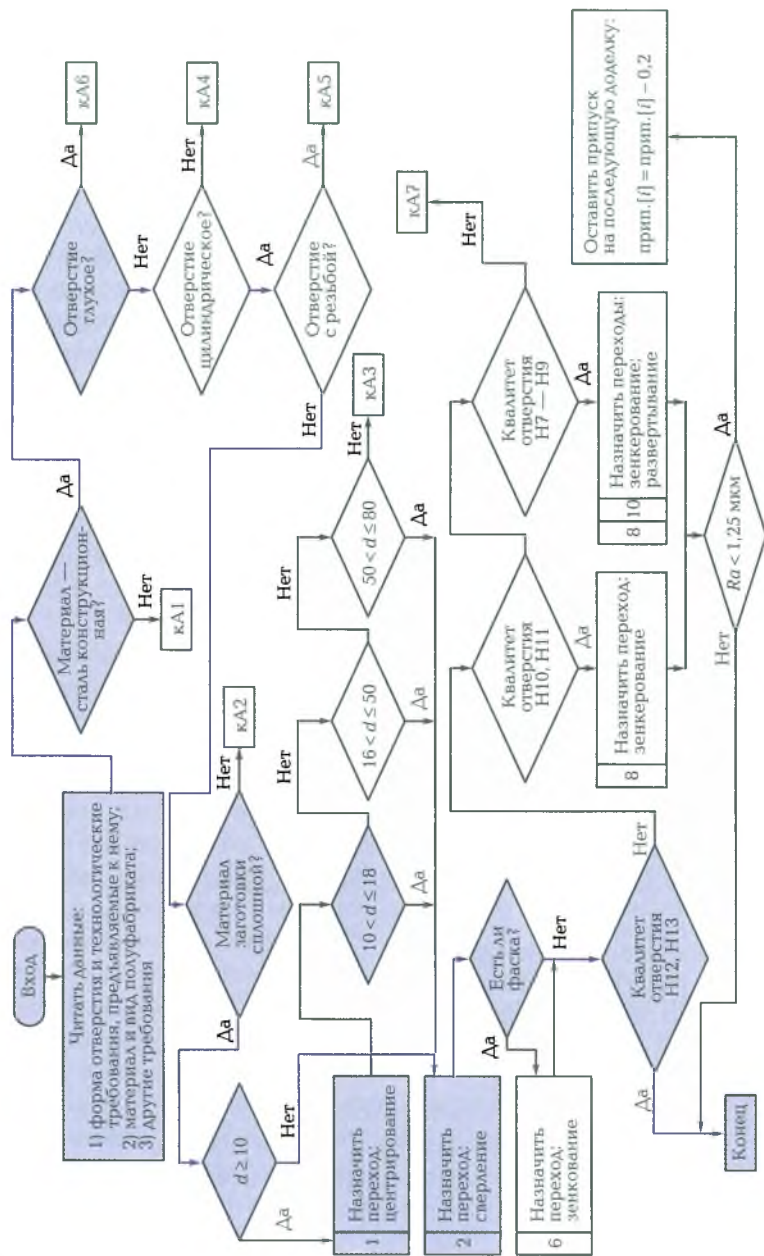 Вход
Читать данные:
1) форма отверстия и технологические
требования, предъявляемые к нему;
2) материал и вид полуфабриката;
3) другие требования
Материал —
сталь конструкцион-
ная?
Да
Нет
кА1
Отверстие
глухое?
Да
кА6
Нет
Отверстие
цилиндрическое?
Нет
кА4
Да
Отверстие
с резьбой?
Да
кА5
Нет
Материал
заготовки
сплошной?
Нет
кА2
Да
d ≥ 10
Нет
Да
1
Назначить
переход:
центрирование
10 < d ≤ 18
Нет
Да
16 < d ≤ 50
Нет
Да
50 < d ≤ 80
Нет
кА3
Да
2
Назначить
переход:
сверление
Есть ли
фаска?
Да
Нет
6
Назначить
переход:
зенкование
Квалитет
отверстия
H12, H13
Да
Нет
Конец
Квалитет
отверстия
H10, H11
Да
8
Назначить переход:
зенкерование
Квалитет
отверстия
H7 — H9
Нет
кА7
Да
8 10
Назначить переходы:
зенкерование;
развертывание
Ra < 1,25 мкм
Нет
Да
Оставить припуск
на последующую доделку:
прип.[i] = прип.[i] – 0,2